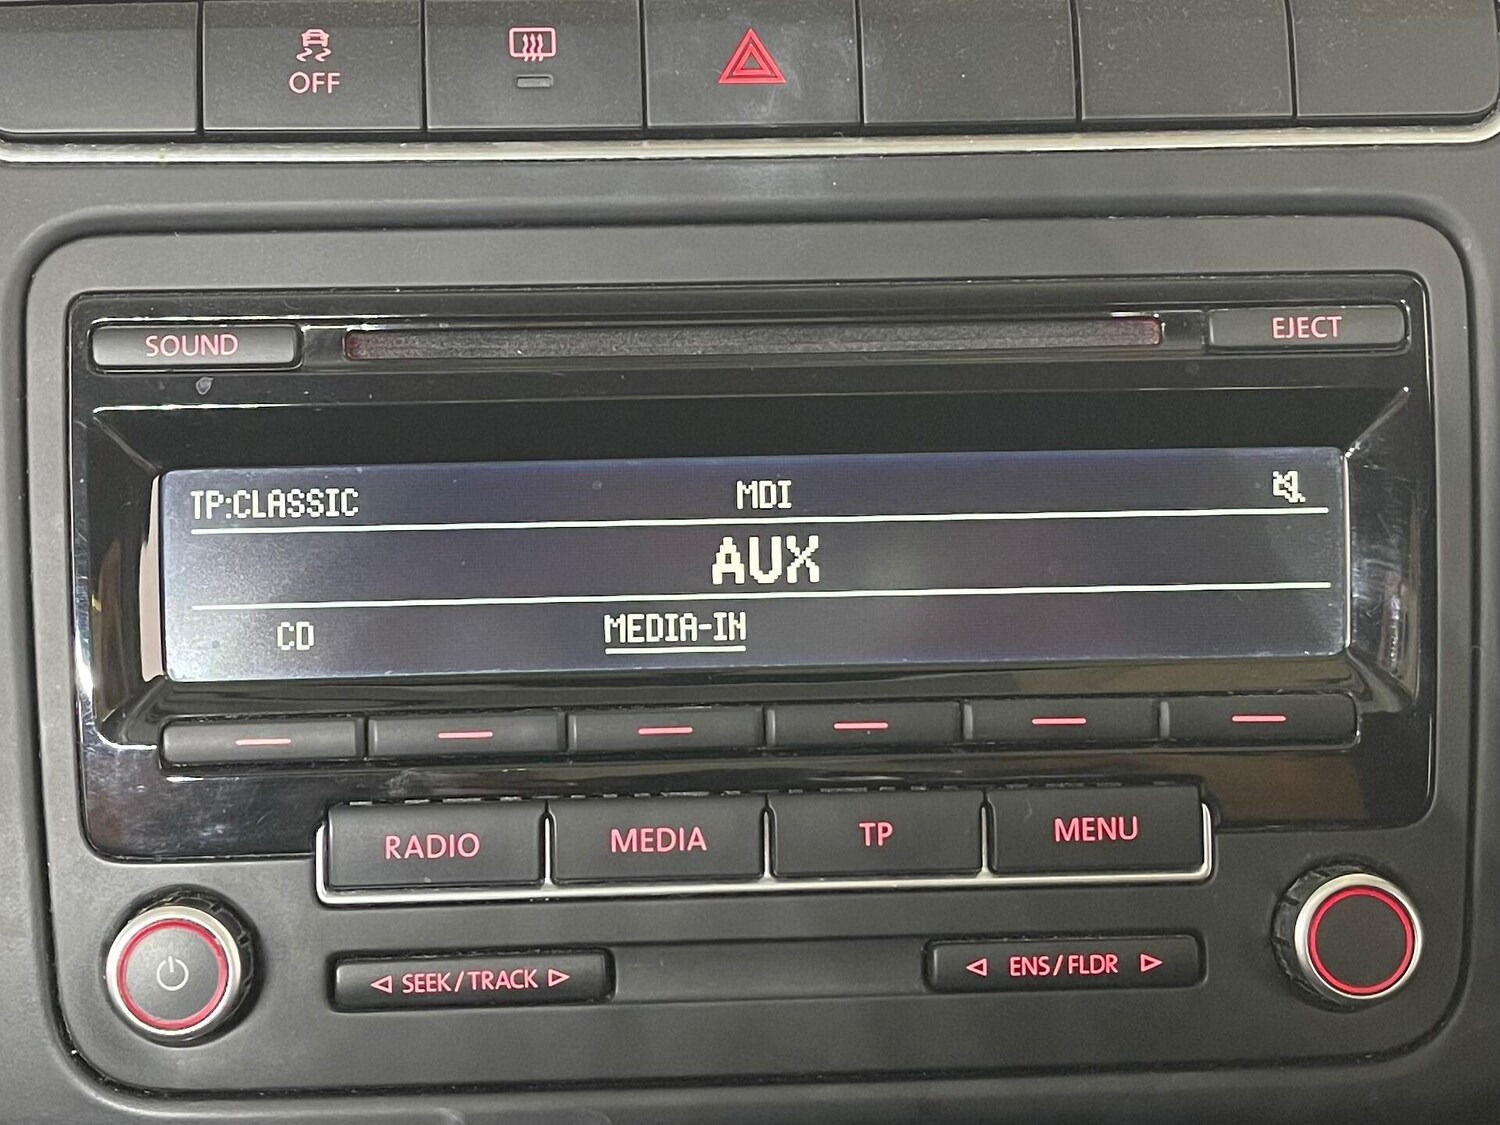 OFF
SOUND
EJECT
TP:CLASSIC MDI
AUX
CD MEDIA-IN
RADIO MEDIA TP MENU
SEEK/TRACK ENS/FLDR